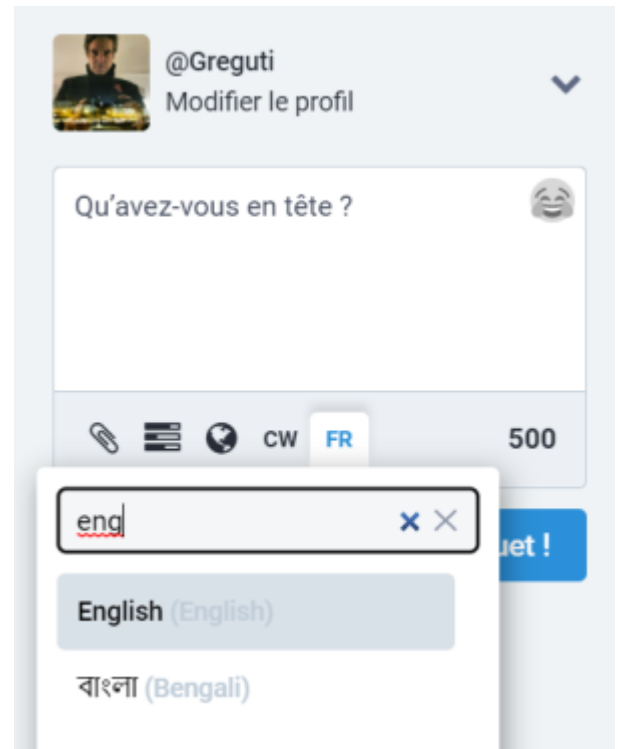 @Greguti
Modifier le profil
Qu’avez-vous en tête ?
CW FR 500
eng
uet !
English (English)
বাংলা (Bengali)